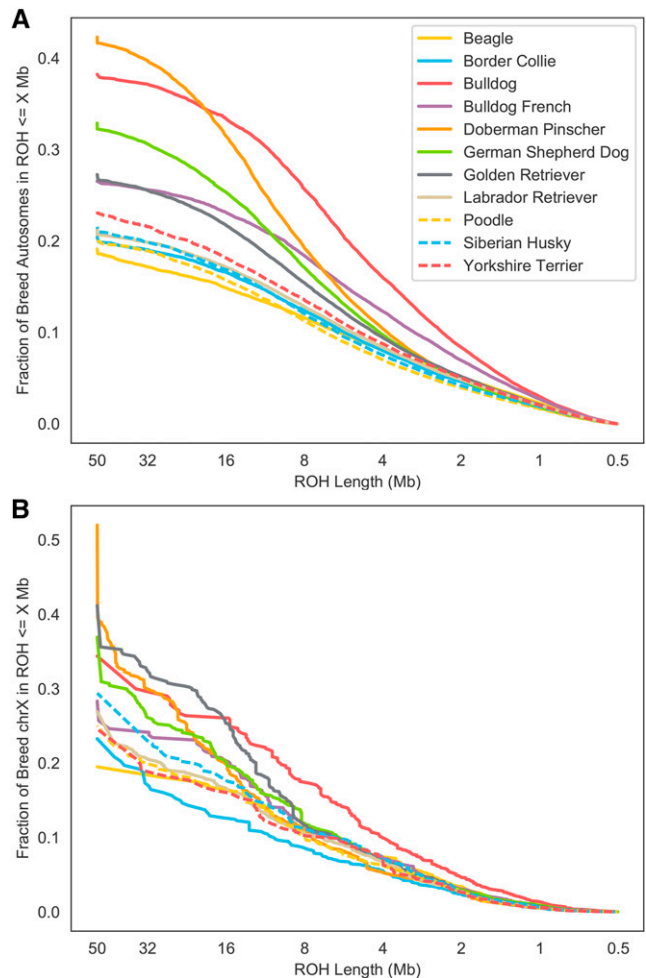 A
Fraction of Breed Autosomes in ROH <= X Mb
0.4
0.3
0.2
0.1
0.0
Beagle
Border Collie
Bulldog
Bulldog French
Doberman Pinscher
German Shepherd Dog
Golden Retriever
Labrador Retriever
Poodle
Siberian Husky
Yorkshire Terrier
50 32 16 8 4 2 1 0.5
ROH Length (Mb)
B
Fraction of Breed chrX in ROH <= X Mb
0.5
0.4
0.3
0.2
0.1
0.0
50 32 16 8 4 2 1 0.5
ROH Length (Mb)